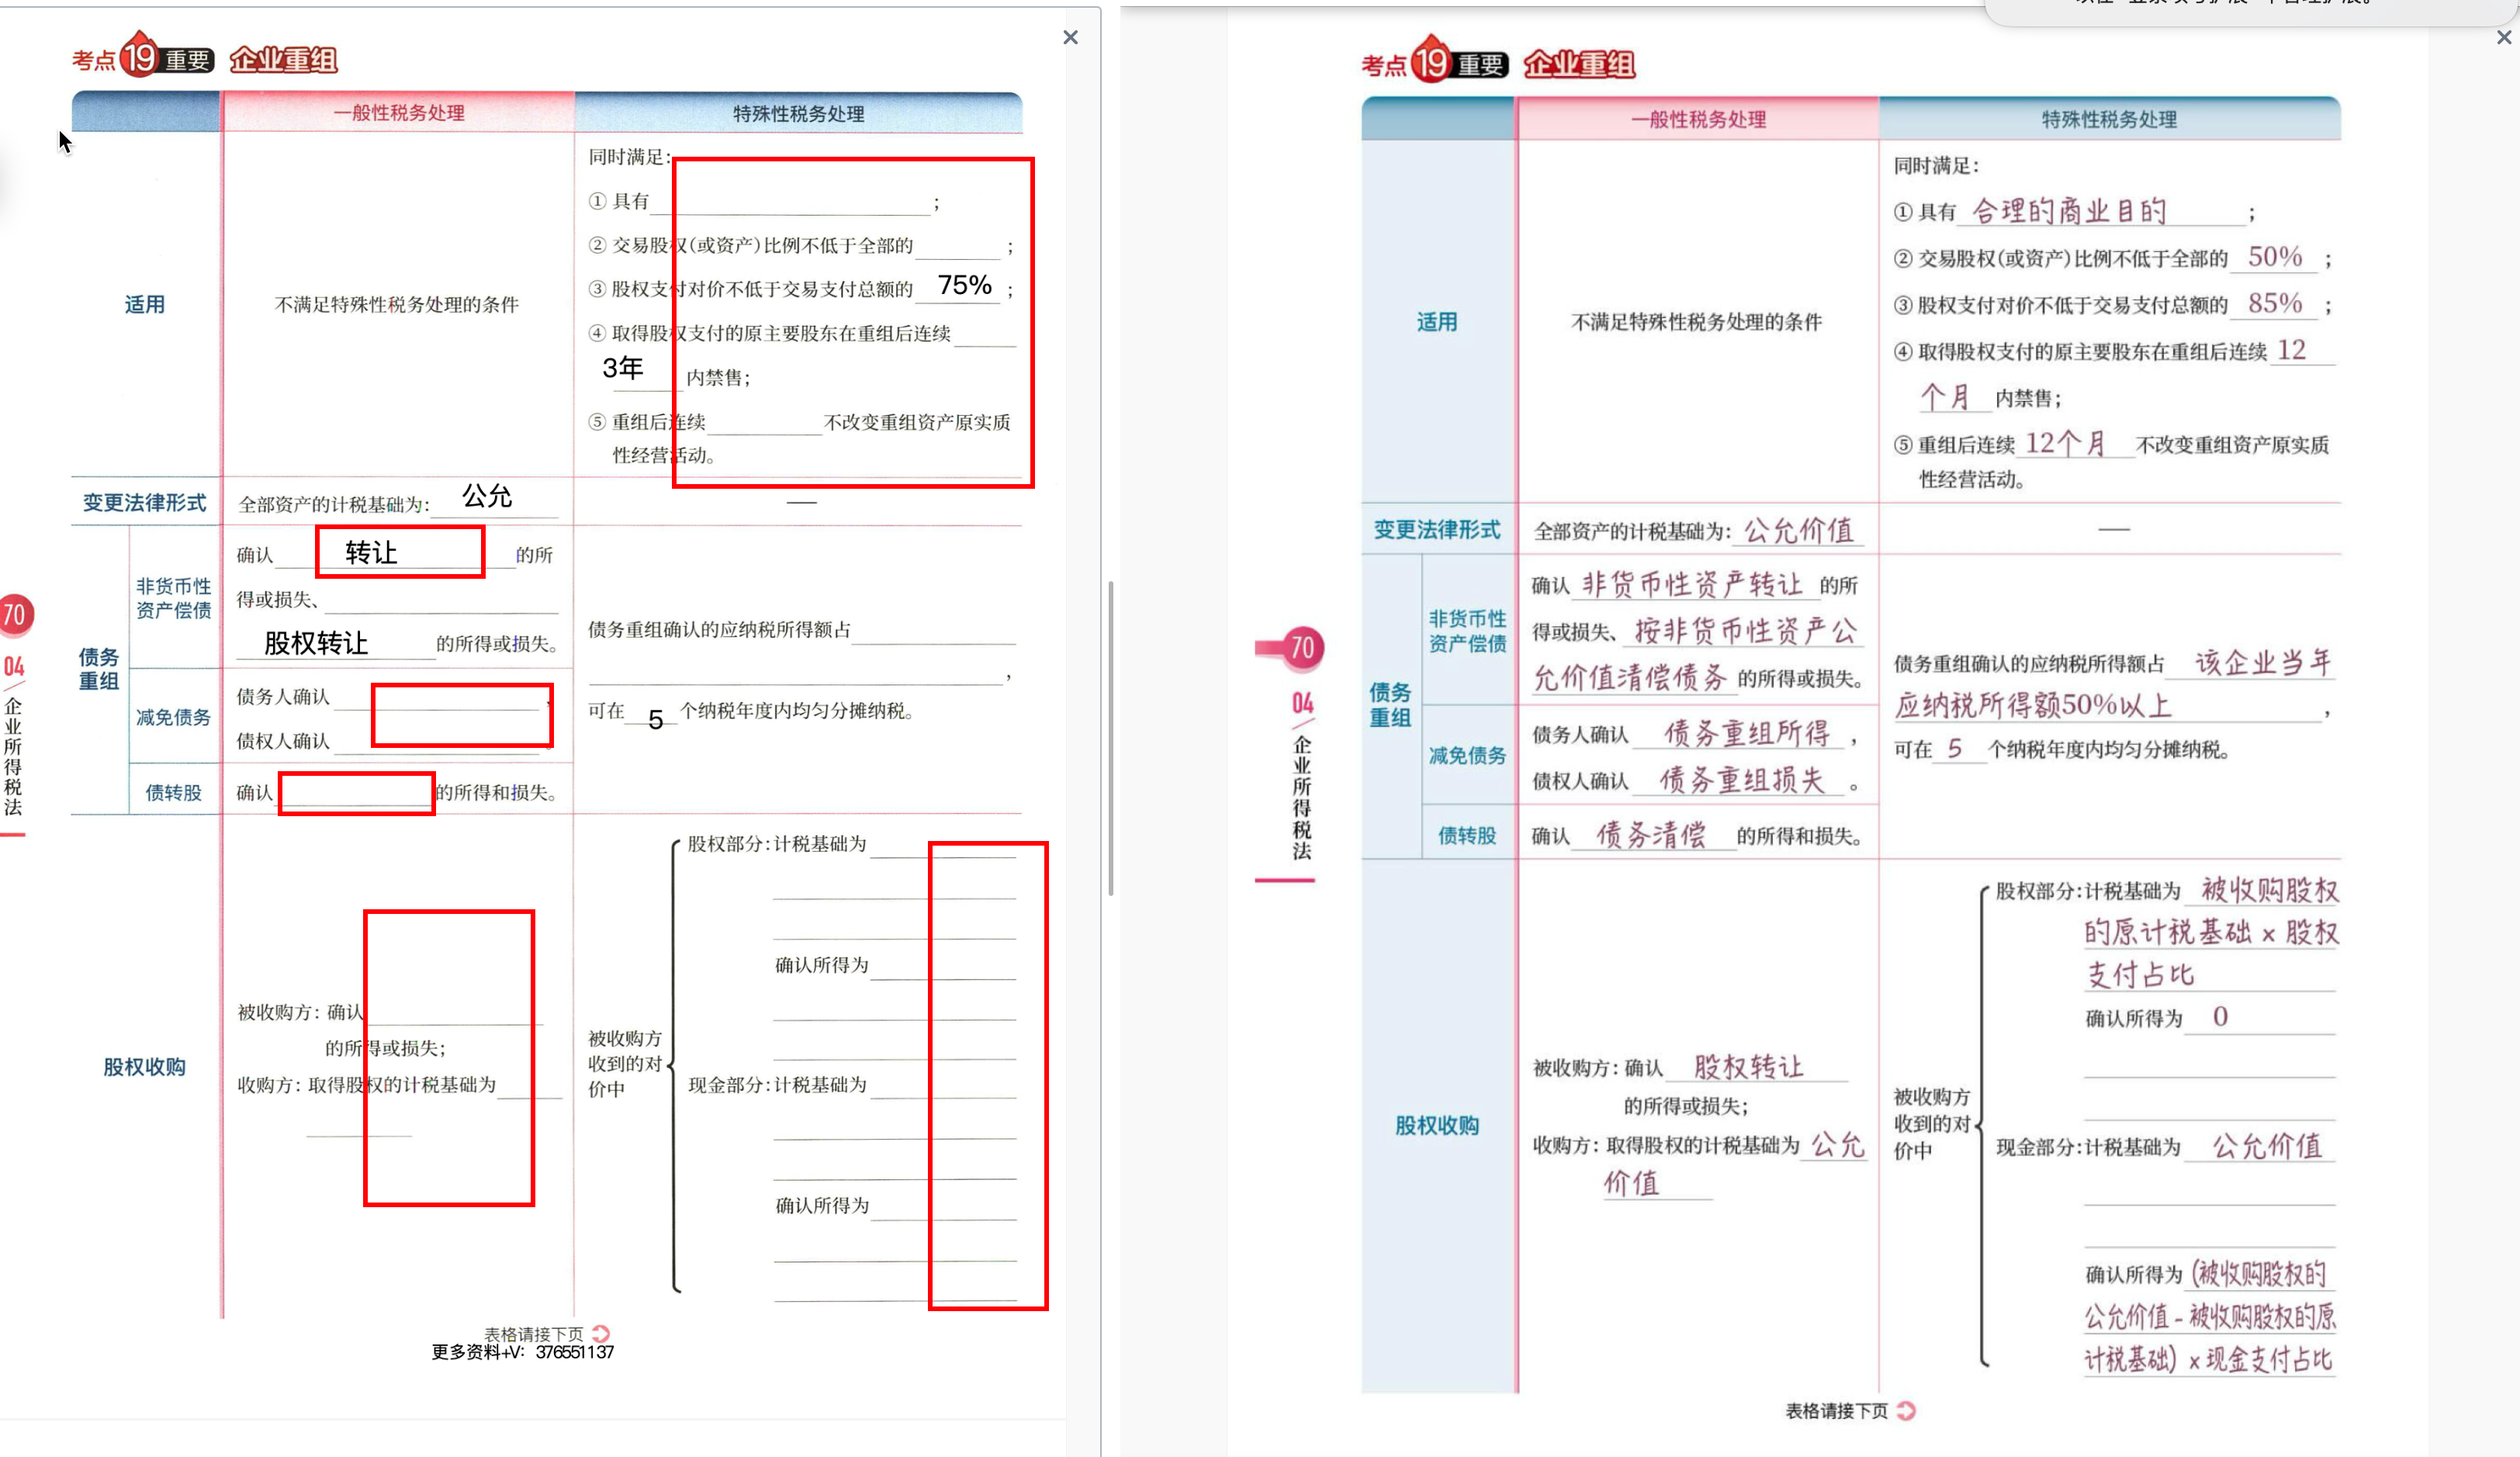 考点 19 重要 企业重组
一般性税务处理 特殊性税务处理
适用
不满足特殊性税务处理的条件
同时满足:
① 具有 ;
② 交易股权(或资产)比例不低于全部的 ;
③ 股权支付对价不低于交易支付总额的 75% ;
④ 取得股权支付的原主要股东在重组后连续
3年 内禁售;
⑤ 重组后连续 不改变重组资产原实质
性经营活动。
变更法律形式
全部资产的计税基础为: 公允
—
债务
重组
非货币性
资产偿债
确认 转让 的所
得或损失、
股权转让 的所得或损失。
减免债务
债务人确认 ,
债权人确认 。
债转股
确认 的所得和损失。
债务重组确认的应纳税所得额占
,
可在 5 个纳税年度内均匀分摊纳税。
股权收购
被收购方: 确认
的所得或损失;
收购方: 取得股权的计税基础为
被收购方
收到的对
价中
股权部分:计税基础为
确认所得为
现金部分:计税基础为
确认所得为
表格请接下页
更多资料+V: 376551137
70
04
企业所得税法
考点 19 重要 企业重组
一般性税务处理 特殊性税务处理
适用
不满足特殊性税务处理的条件
同时满足:
① 具有 合理的商业目的 ;
② 交易股权(或资产)比例不低于全部的 50% ;
③ 股权支付对价不低于交易支付总额的 85% ;
④ 取得股权支付的原主要股东在重组后连续 12
个月 内禁售;
⑤ 重组后连续 12个月 不改变重组资产原实质
性经营活动。
变更法律形式
全部资产的计税基础为: 公允价值
—
债务
重组
非货币性
资产偿债
确认 非货币性资产转让 的所
得或损失、 按非货币性资产公
允价值清偿债务 的所得或损失。
减免债务
债务人确认 债务重组所得 ,
债权人确认 债务重组损失 。
债转股
确认 债务清偿 的所得和损失。
债务重组确认的应纳税所得额占 该企业当年
应纳税所得额50%以上 ,
可在 5 个纳税年度内均匀分摊纳税。
股权收购
被收购方: 确认 股权转让
的所得或损失;
收购方: 取得股权的计税基础为 公允
价值
被收购方
收到的对
价中
股权部分:计税基础为 被收购股权
的原计税基础 x 股权
支付占比
确认所得为 0
现金部分:计税基础为 公允价值
确认所得为 (被收购股权的
公允价值 - 被收购股权的原
计税基础) x 现金支付占比
表格请接下页
70
04
企业所得税法